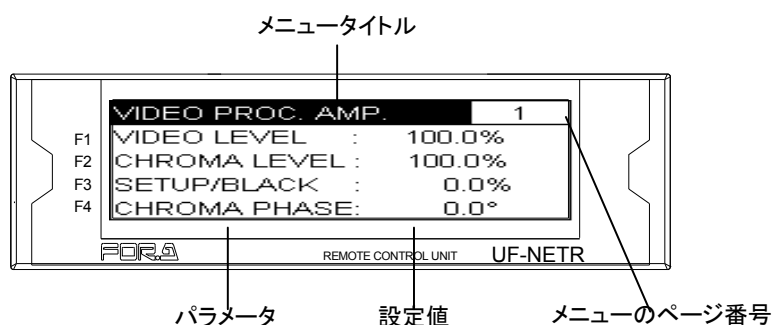 メニュータイトル
VIDEO PROC. AMP. 1
F1 VIDEO LEVEL : 100.0%
F2 CHROMA LEVEL : 100.0%
F3 SETUP/BLACK : 0.0%
F4 CHROMA PHASE: 0.0°
FOR.A REMOTE CONTROL UNIT UF-NETR
パラメータ 設定値 メニューのページ番号